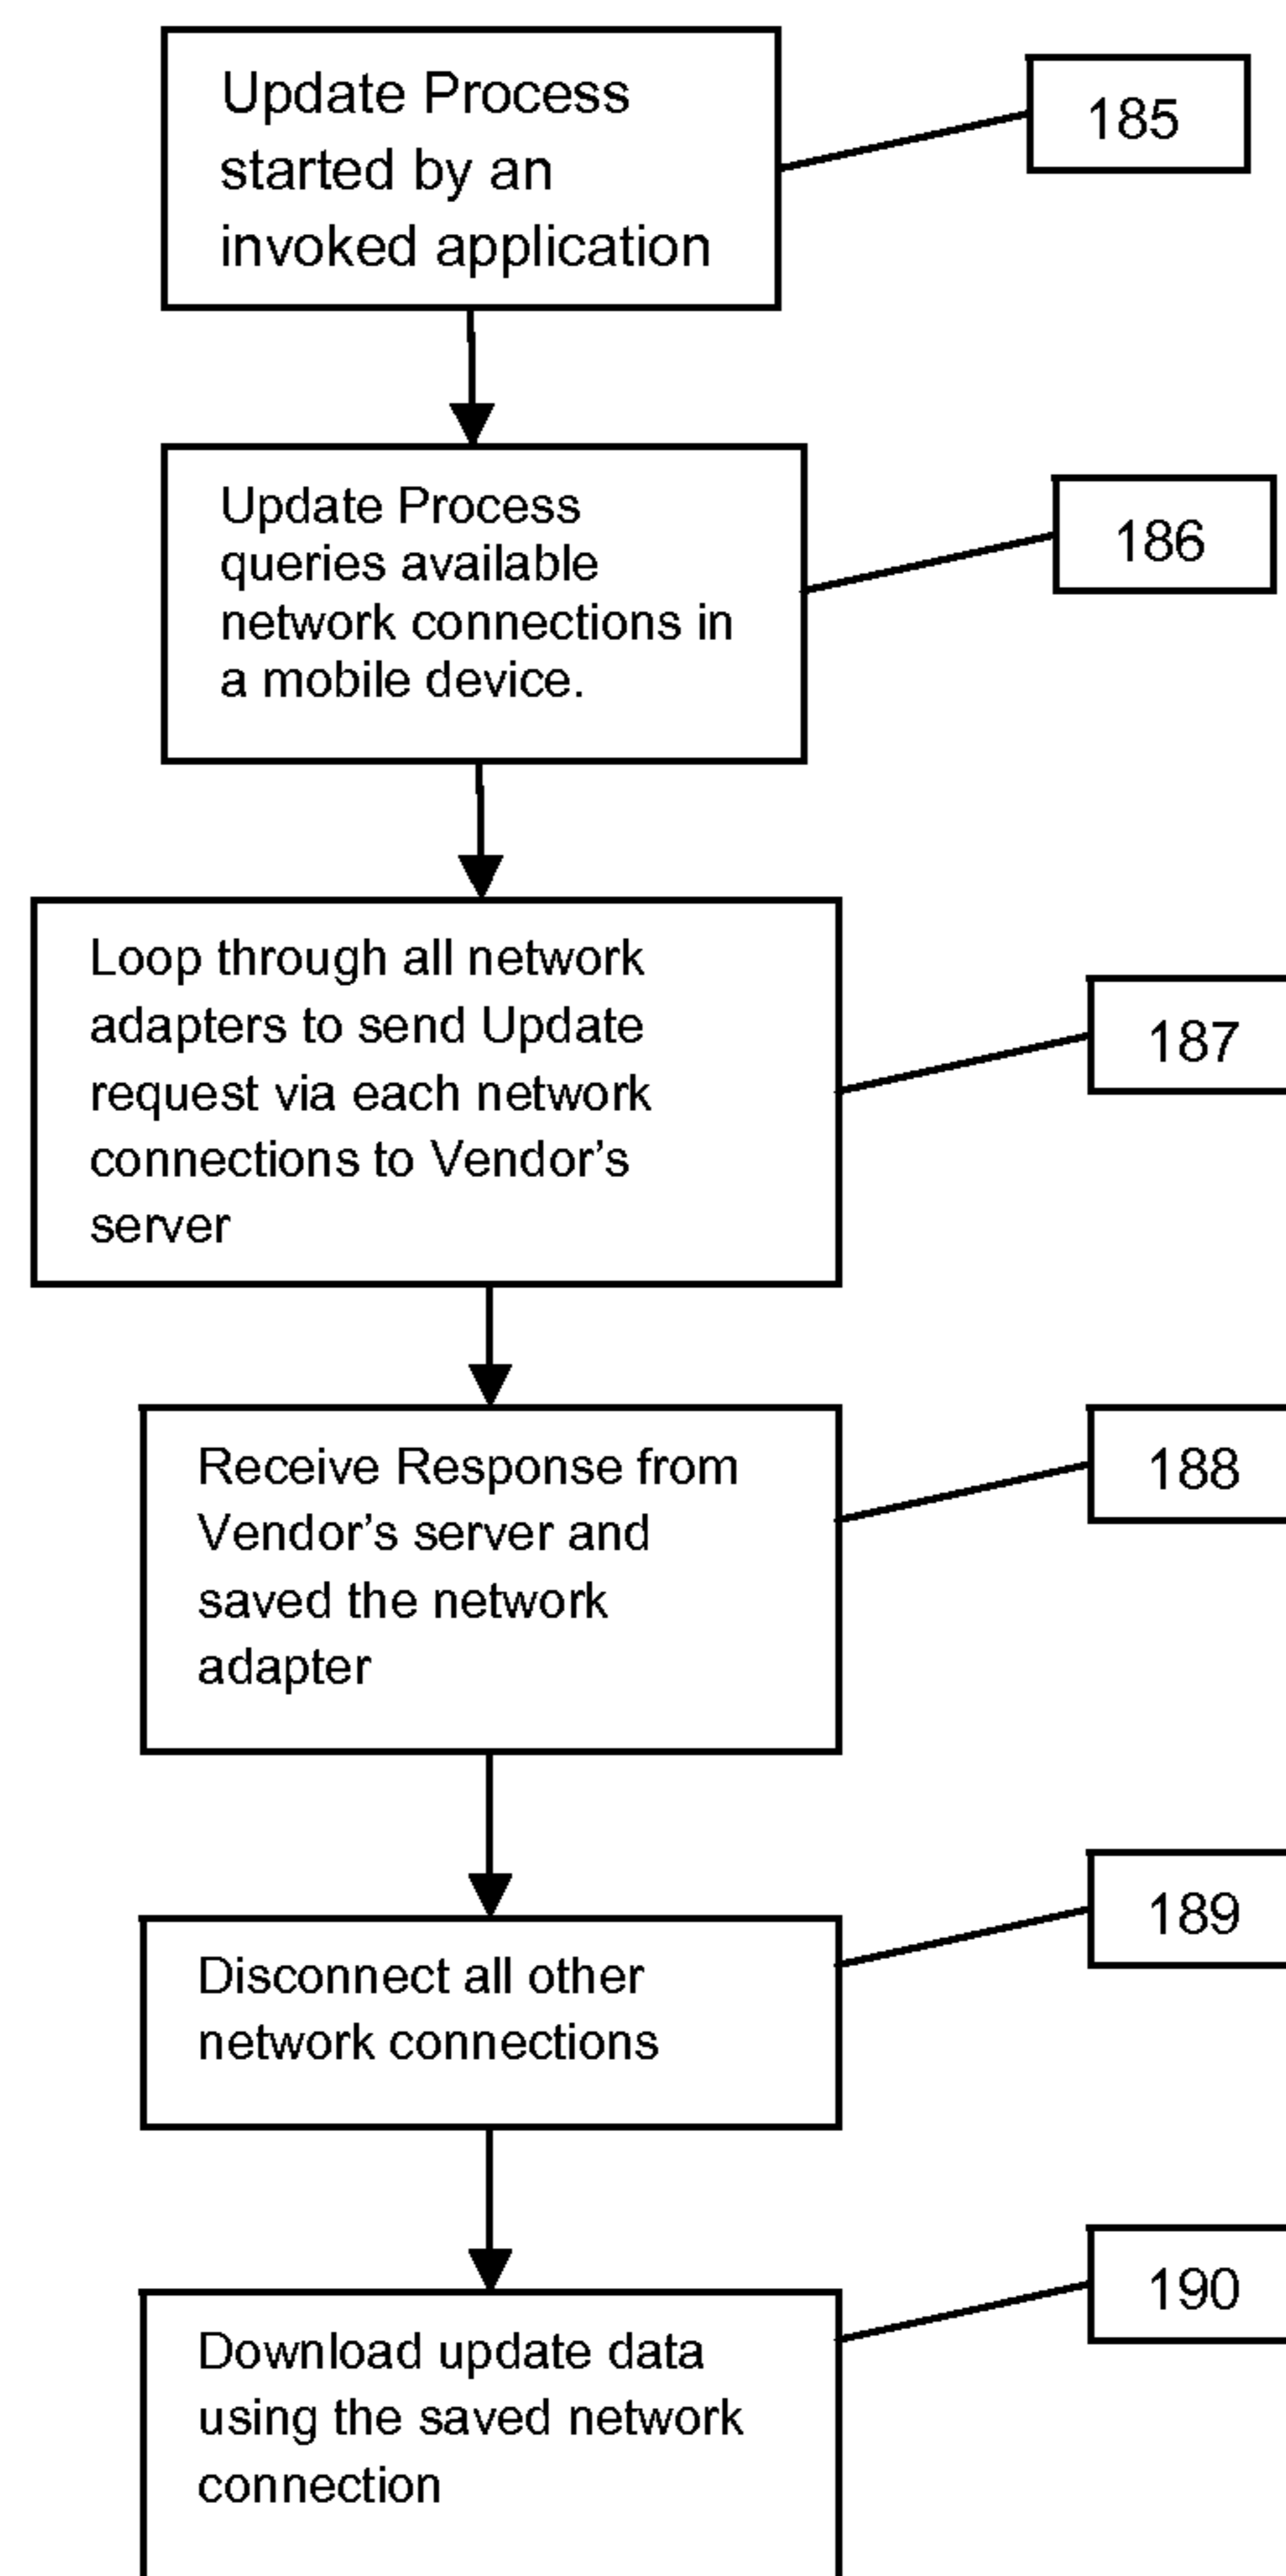 Update Process
started by an
invoked application
185
Update Process
queries available
network connections in
a mobile device.
186
Loop through all network
adapters to send Update
request via each network
connections to Vendor’s
server
187
Receive Response from
Vendor’s server and
saved the network
adapter
188
Disconnect all other
network connections
189
Download update data
using the saved network
connection
190